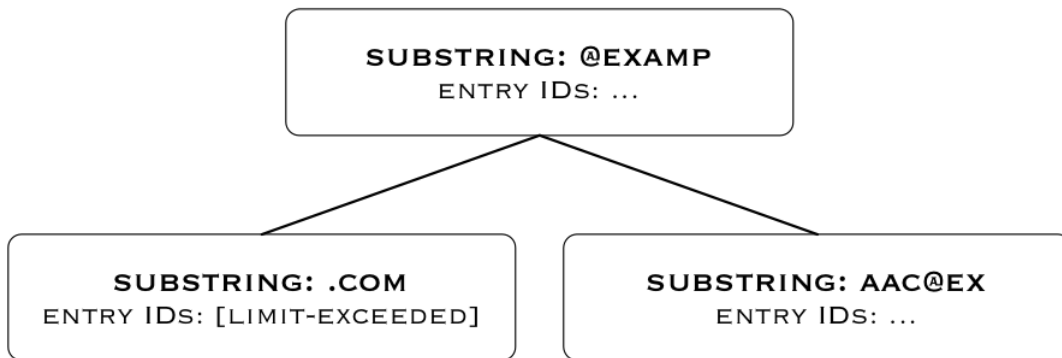 SUBSTRING: @EXAMP
ENTRY IDS: ...
SUBSTRING: .COM
ENTRY IDS: [LIMIT-EXCEEDED]
SUBSTRING: AAC@EX
ENTRY IDS: ...